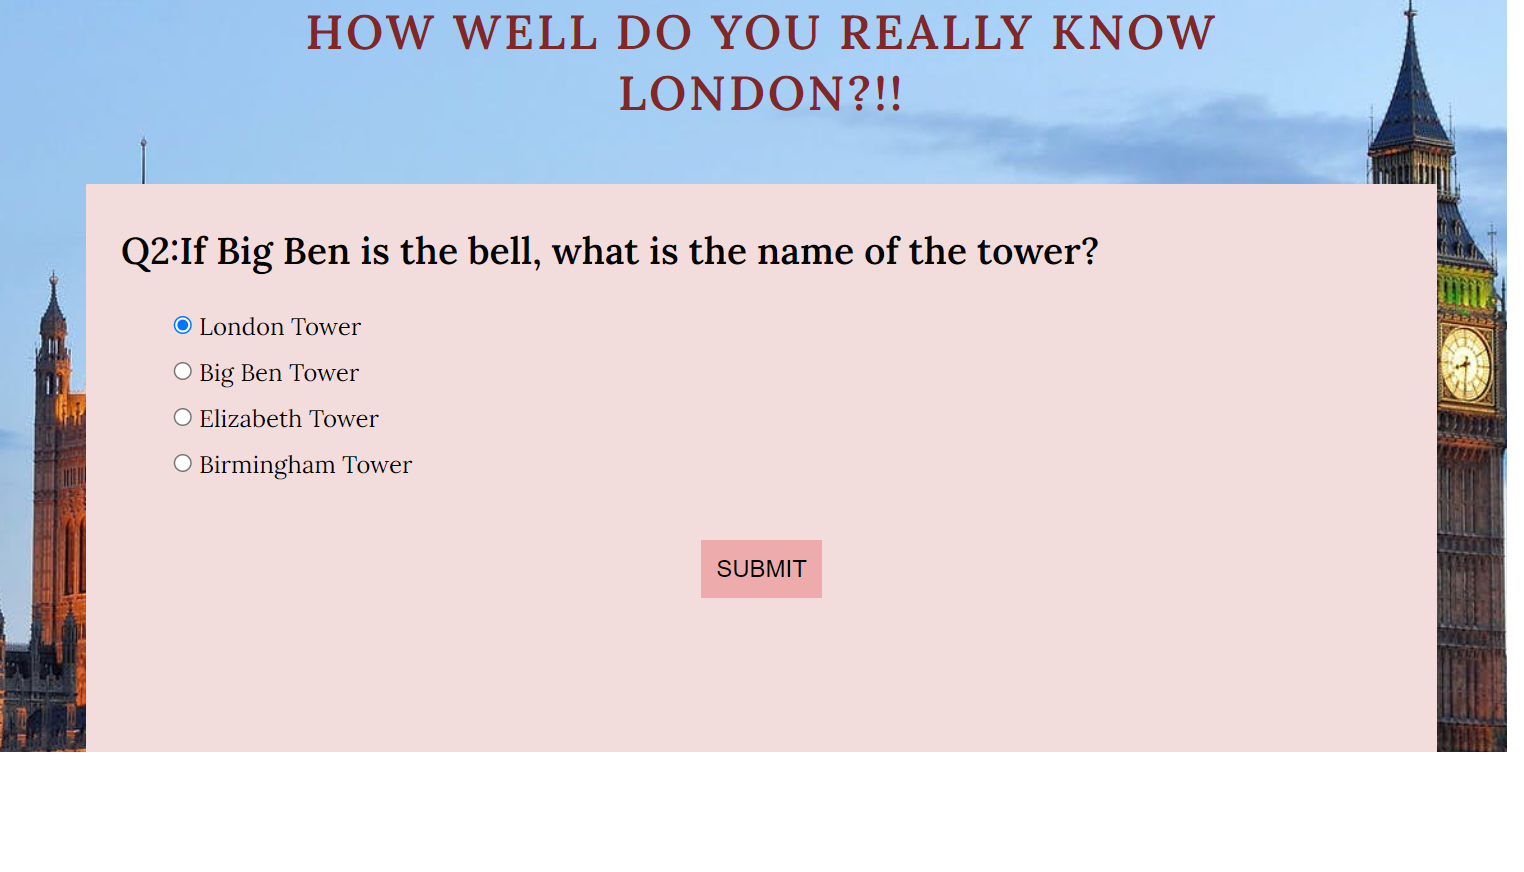 HOW WELL DO YOU REALLY KNOW
LONDON?!!
Q2:If Big Ben is the bell, what is the name of the tower?
London Tower
Big Ben Tower
Elizabeth Tower
Birmingham Tower
SUBMIT